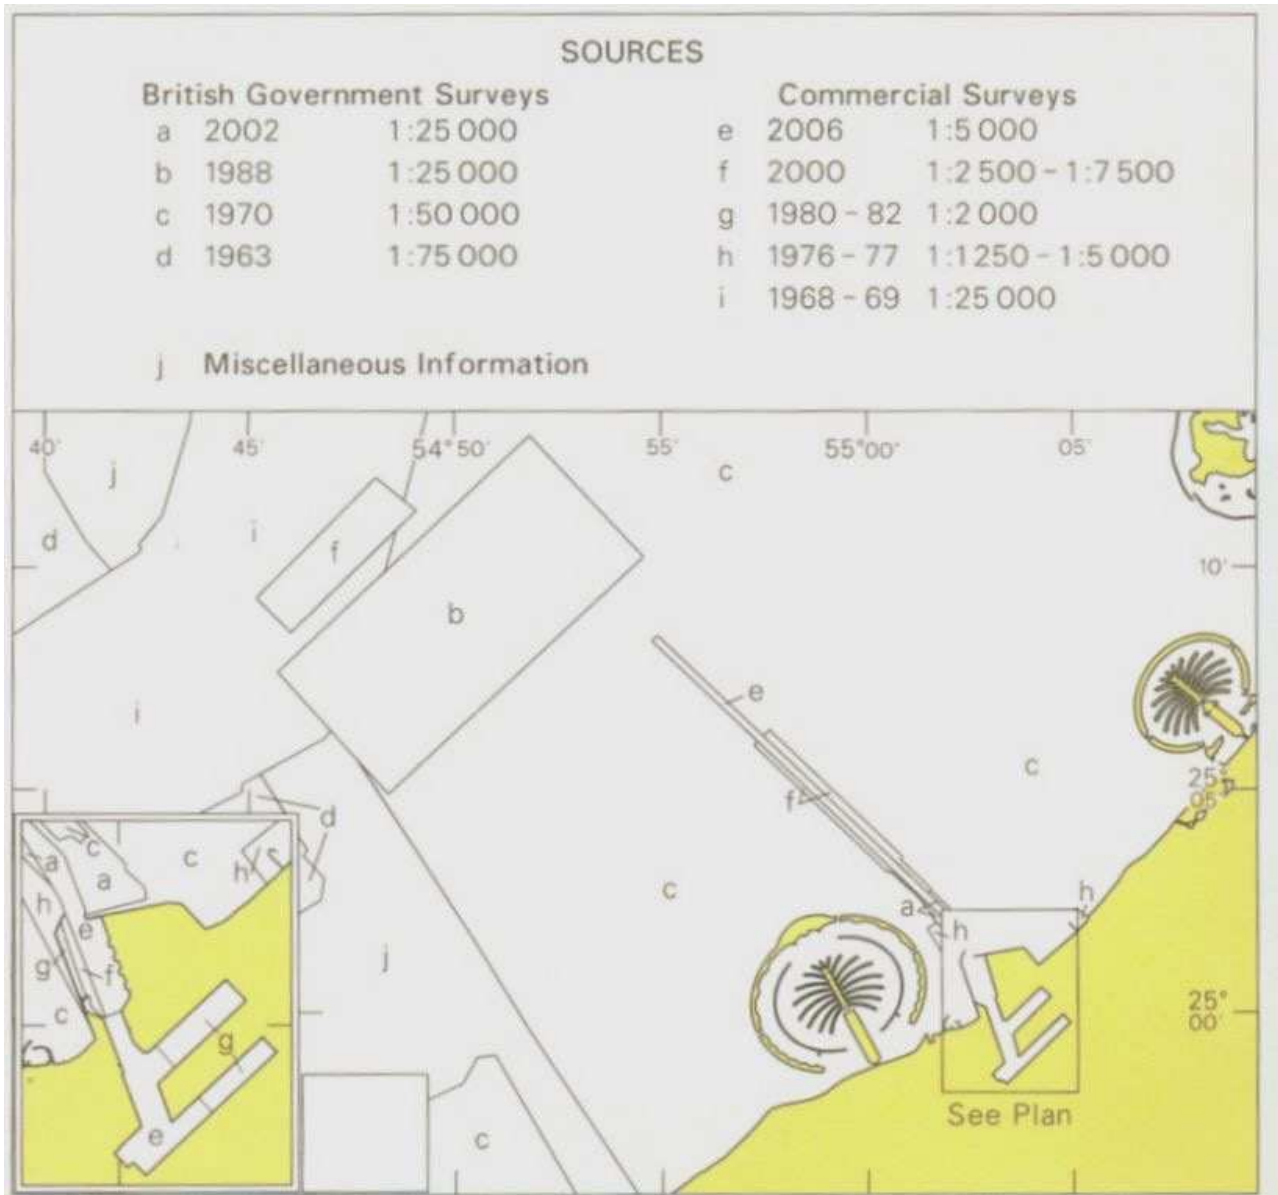 SOURCES
British Government Surveys
a 2002 1:25 000
b 1988 1:25 000
c 1970 1:50 000
d 1963 1:75 000
Commercial Surveys
e 2006 1:5 000
f 2000 1:2 500 - 1:7 500
g 1980 - 82 1:2 000
h 1976 - 77 1:1 250 - 1:5 000
i 1968 - 69 1:25 000
j Miscellaneous Information
40' 45' 54°50' 55' 55°00' 05'
j
c
d
i
f
10'
b
e
i
c
25°
05'
f
d
c
c
a
h
c
a
h
h
a
h
e
j
g
f
c
25°
00'
g
See Plan
e
c